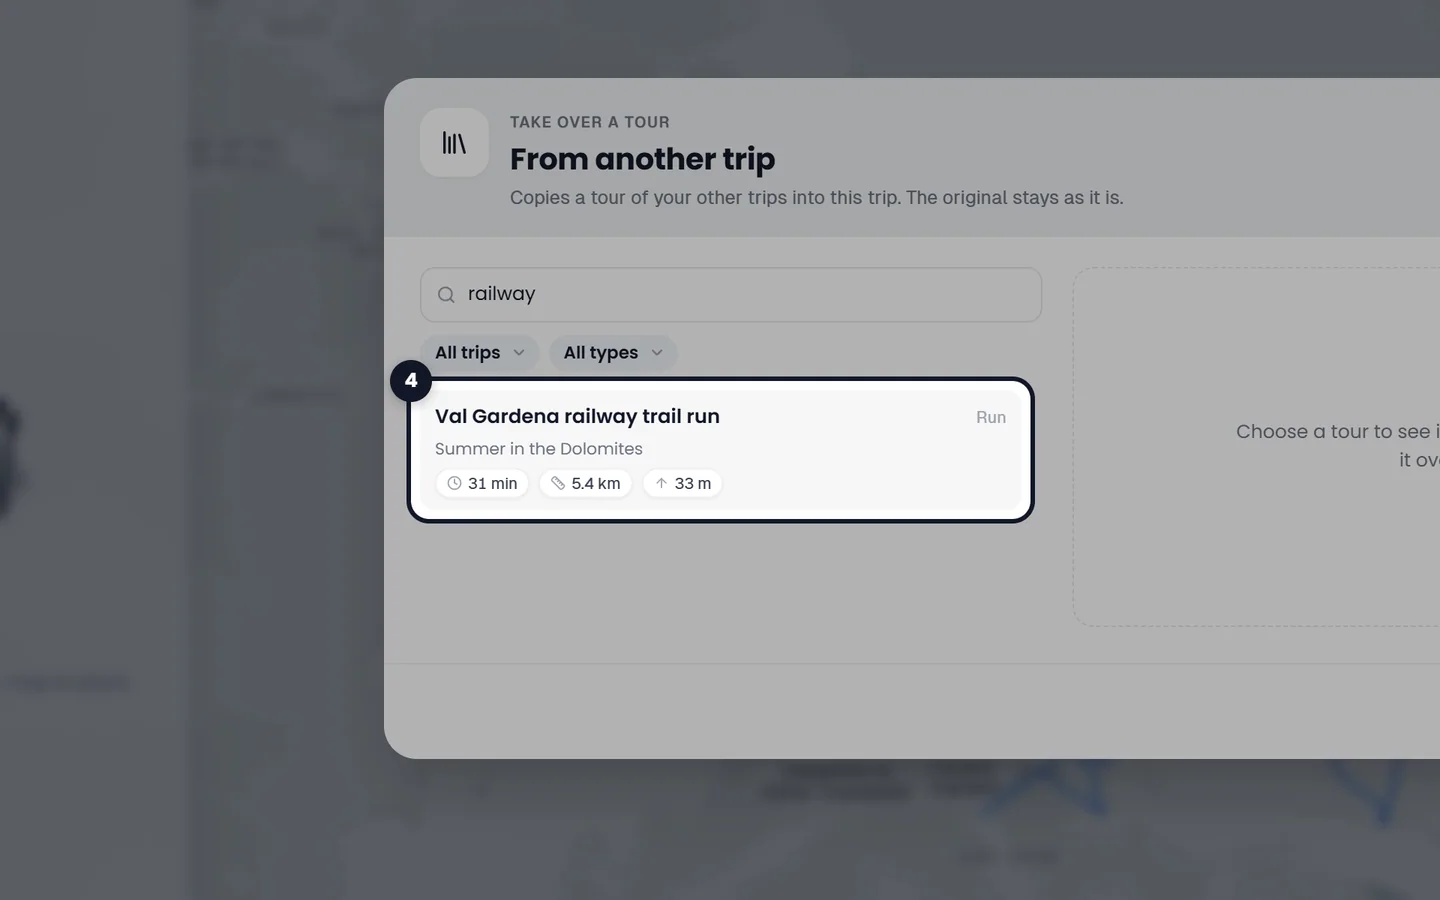 TAKE OVER A TOUR
From another trip
Copies a tour of your other trips into this trip. The original stays as it is.
railway
All trips
All types
4
Val Gardena railway trail run
Run
Summer in the Dolomites
31 min
5.4 km
33 m
Choose a tour to see
it